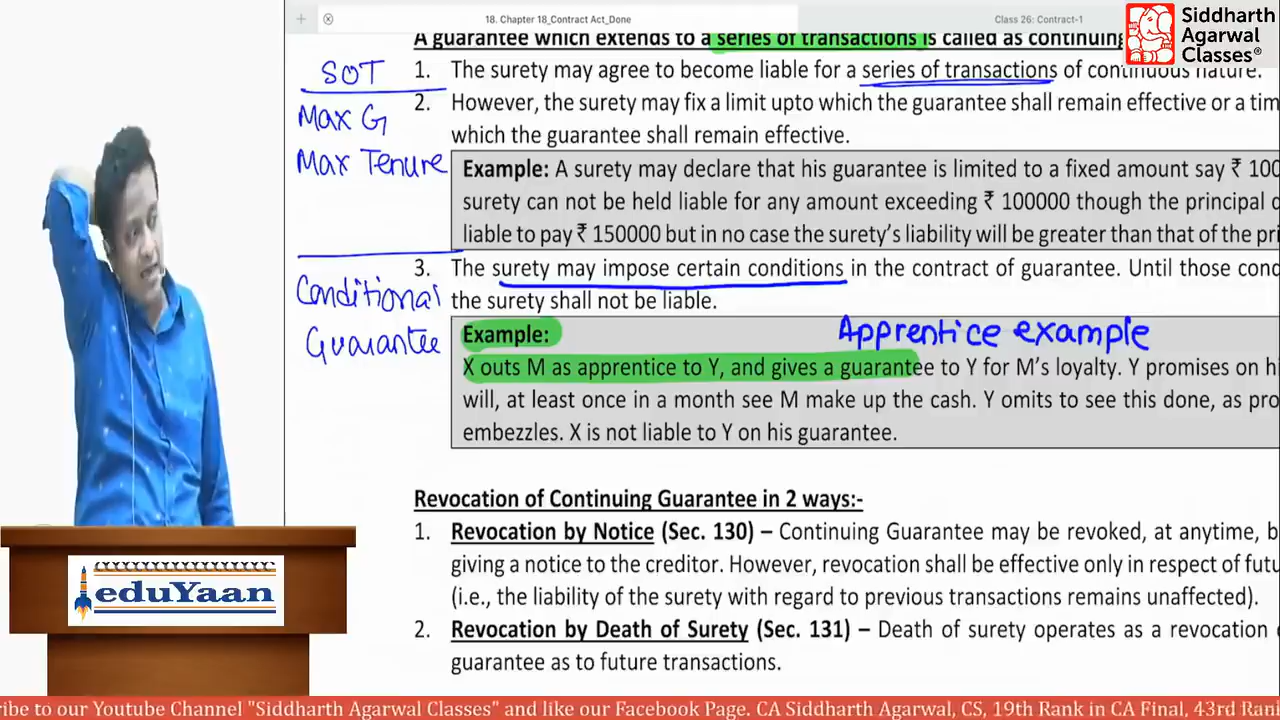 18. Chapter 18_Contract Act_Done
Class 26: Contract-1
Siddharth
Agarwal
Classes®
A guarantee which extends to a series of transactions is called as continuing
SOT
1. The surety may agree to become liable for a series of transactions of continuous nature.
Max G
2. However, the surety may fix a limit upto which the guarantee shall remain effective or a tim
which the guarantee shall remain effective.
Max Tenure
Example: A surety may declare that his guarantee is limited to a fixed amount say ₹ 100
surety can not be held liable for any amount exceeding ₹ 100000 though the principal d
liable to pay ₹ 150000 but in no case the surety's liability will be greater than that of the pri
3. The surety may impose certain conditions in the contract of guarantee. Until those cond
the surety shall not be liable.
Conditional
Guarantee
Example:
Apprentice example
X outs M as apprentice to Y, and gives a guarantee to Y for M's loyalty. Y promises on h
will, at least once in a month see M make up the cash. Y omits to see this done, as pro
embezzles. X is not liable to Y on his guarantee.
Revocation of Continuing Guarantee in 2 ways:-
1. Revocation by Notice (Sec. 130) – Continuing Guarantee may be revoked, at anytime, b
giving a notice to the creditor. However, revocation shall be effective only in respect of futu
(i.e., the liability of the surety with regard to previous transactions remains unaffected).
2. Revocation by Death of Surety (Sec. 131) – Death of surety operates as a revocation
guarantee as to future transactions.
eduYaan
ribe to our Youtube Channel "Siddharth Agarwal Classes" and like our Facebook Page. CA Siddharth Agarwal, CS, 19th Rank in CA Final, 43rd Ran